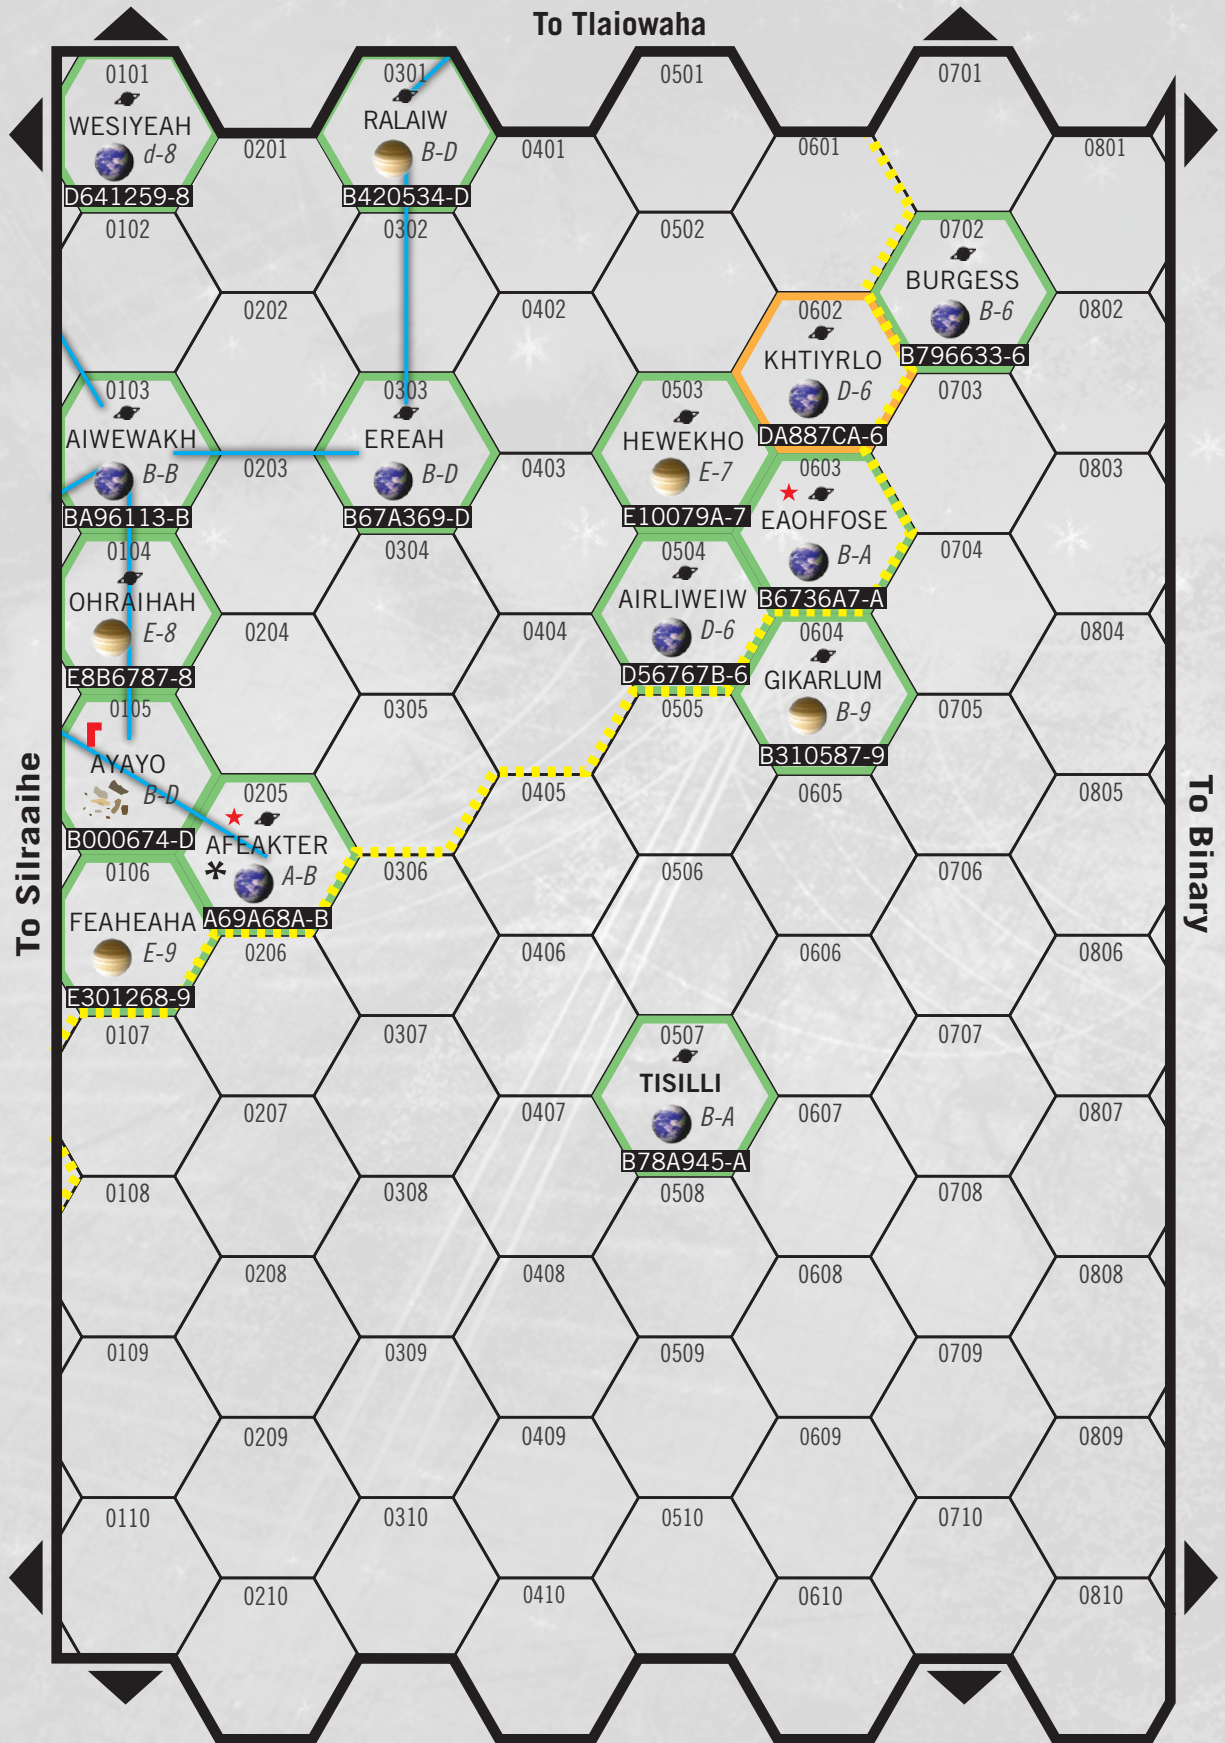 To Tlaiowaha
0101
WESIYEAH
d-8
D641259-8
0301
RALAIW
B-D
B420534-D
0501
0701
0201
0401
0601
0801
0102
0302
0502
0702
BURGESS
B-6
B796633-6
0202
0402
0602
KHTIYRLO
D-6
DA887CA-6
0802
0103
AIWEWAKH
B-B
BA96113-B
0303
EREAH
B-D
B67A369-D
0503
HEWEKHO
E-7
E10079A-7
0703
0203
0403
0603
EAOHFOSE
B-A
B6736A7-A
0803
0104
OHRAIHAH
E-8
E8B6787-8
0304
0504
AIRLIWEIW
D-6
D56767B-6
0704
0204
0404
0604
GIKARLUM
B-9
B310587-9
0804
0105
AYAYO
B-D
B000674-D
0305
0505
0705
0205
AFEAKTER
A-B
A69A68A-B
0405
0605
0805
To Silraaihe
To Binary
0106
FEAHEAHA
E-9
E301268-9
0306
0506
0706
0206
0406
0606
0806
0107
0307
0507
TISILLI
B-A
B78A945-A
0707
0207
0407
0607
0807
0108
0308
0508
0708
0208
0408
0608
0808
0109
0309
0509
0709
0209
0409
0609
0809
0110
0310
0510
0710
0210
0410
0610
0810